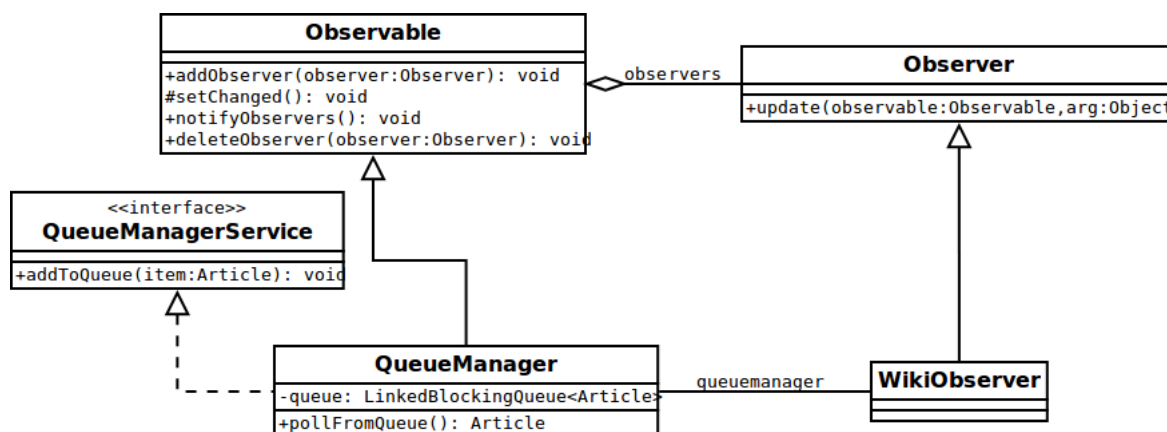 Observable
+addObserver(observer:Observer): void
#setChanged(): void
+notifyObservers(): void
+deleteObserver(observer:Observer): void
observers
Observer
+update(observable:Observable,arg:Object
<<interface>>
QueueManagerService
+addToQueue(item:Article): void
QueueManager
-queue: LinkedBlockingQueue<Article>
+pollFromQueue(): Article
queuemanager
WikiObserver